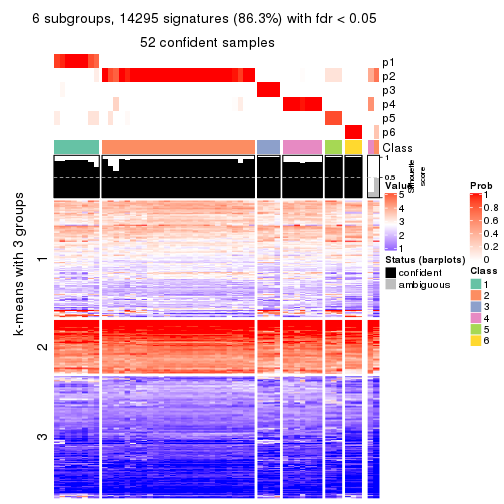 6 subgroups, 14295 signatures (86.3%) with fdr < 0.05
52 confident samples
p1
p2
p3
p4
p5
p6
Class
1
0.5
Silhouette
score
k-means with 3 groups
1
2
3
Value
5
4
3
2
1
Status (barplots)
confident
ambiguous
Prob
1
0.8
0.6
0.4
0.2
0
Class
1
2
3
4
5
6